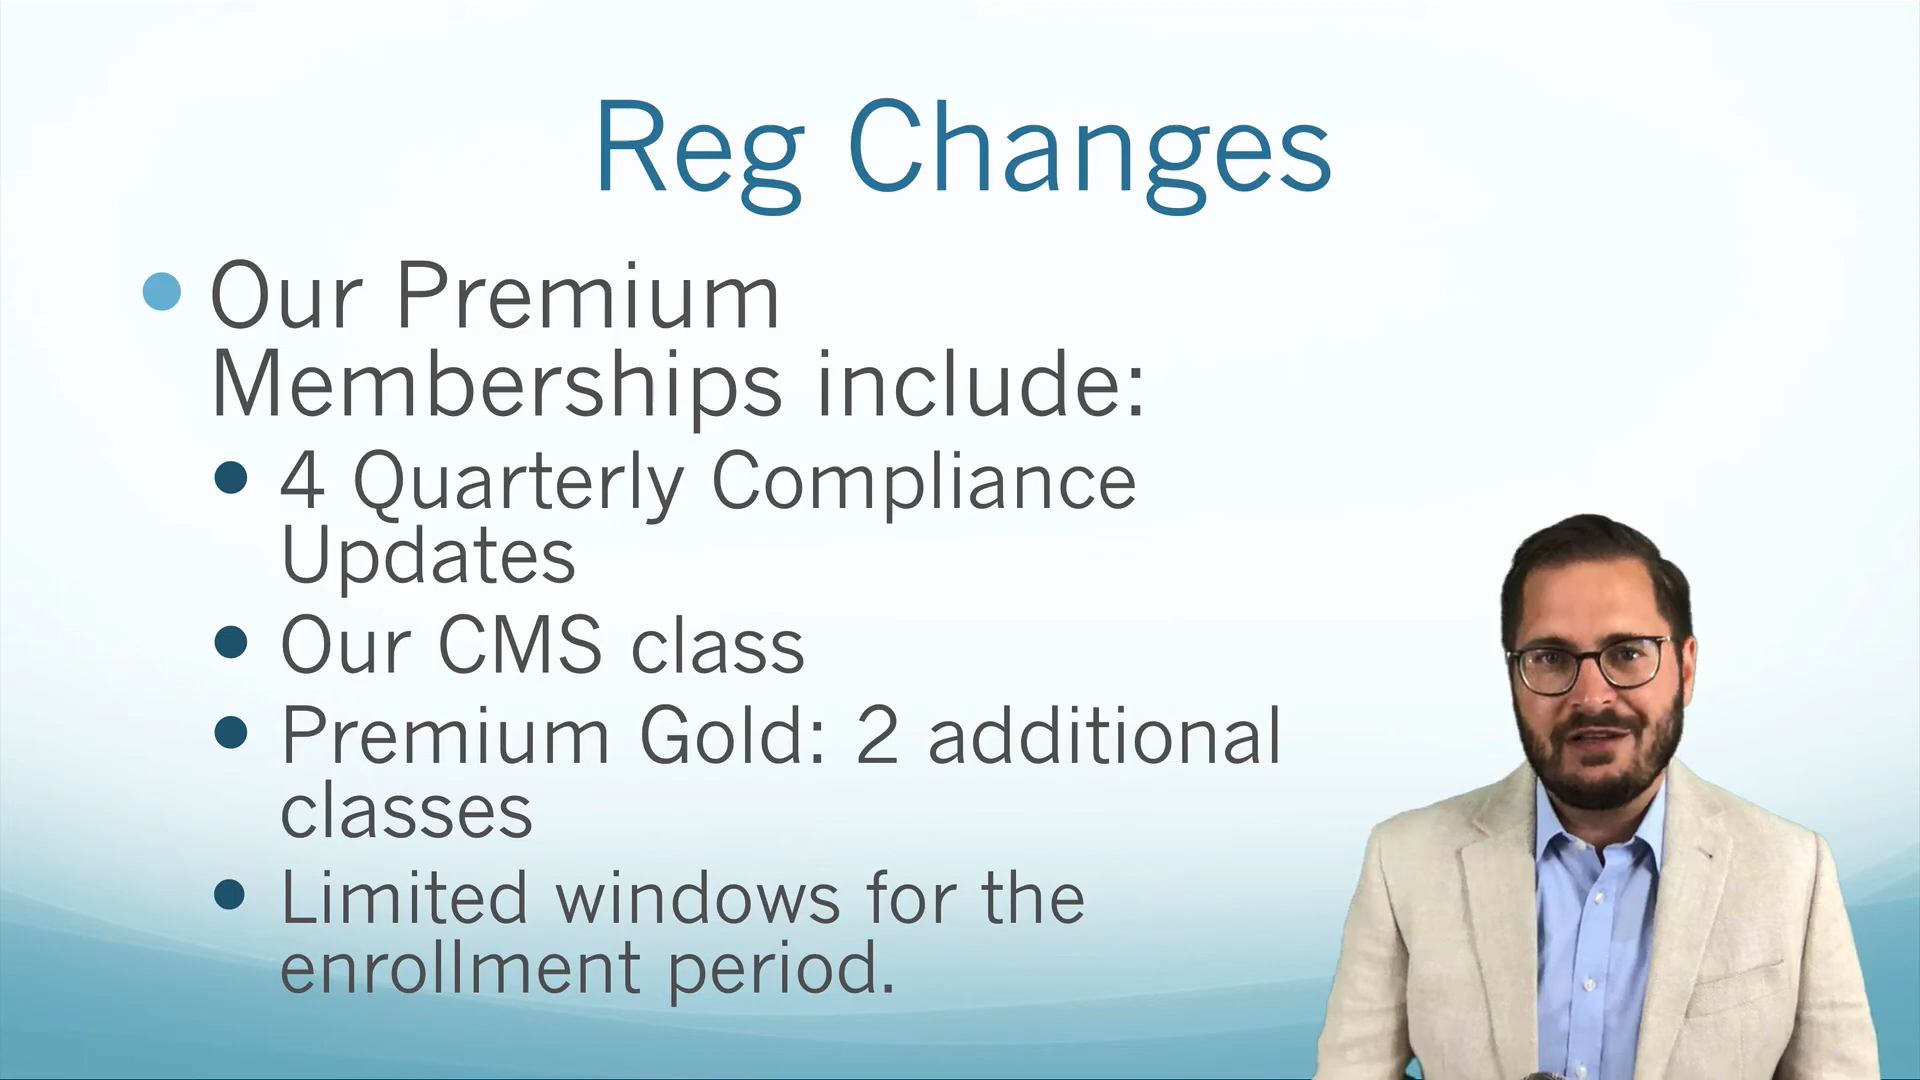 Reg Changes
Our Premium
Memberships include:
4 Quarterly Compliance
Updates
Our CMS class
Premium Gold: 2 additional
classes
Limited windows for the
enrollment period.